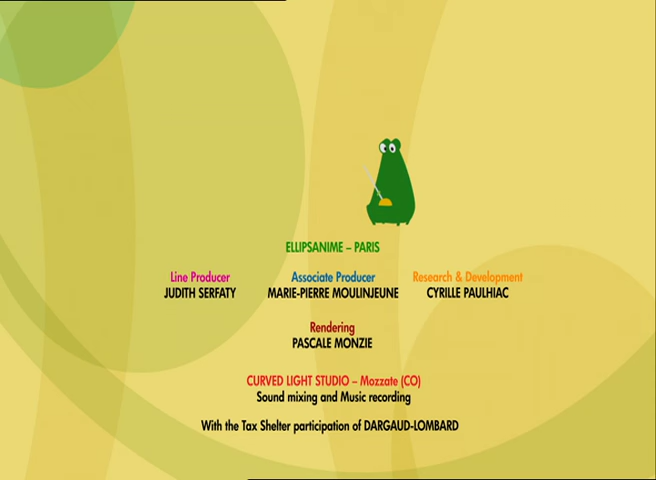 ELLIPSANIME – PARIS
Line Producer Associate Producer Research & Development
JUDITH SERFATY MARIE-PIERRE MOULINJEUNE CYRILLE PAULHIAC
Rendering
PASCALE MONZIE
CURVED LIGHT STUDIO – Mozzate (CO)
Sound mixing and Music recording
With the Tax Shelter participation of DARGAUD-LOMBARD